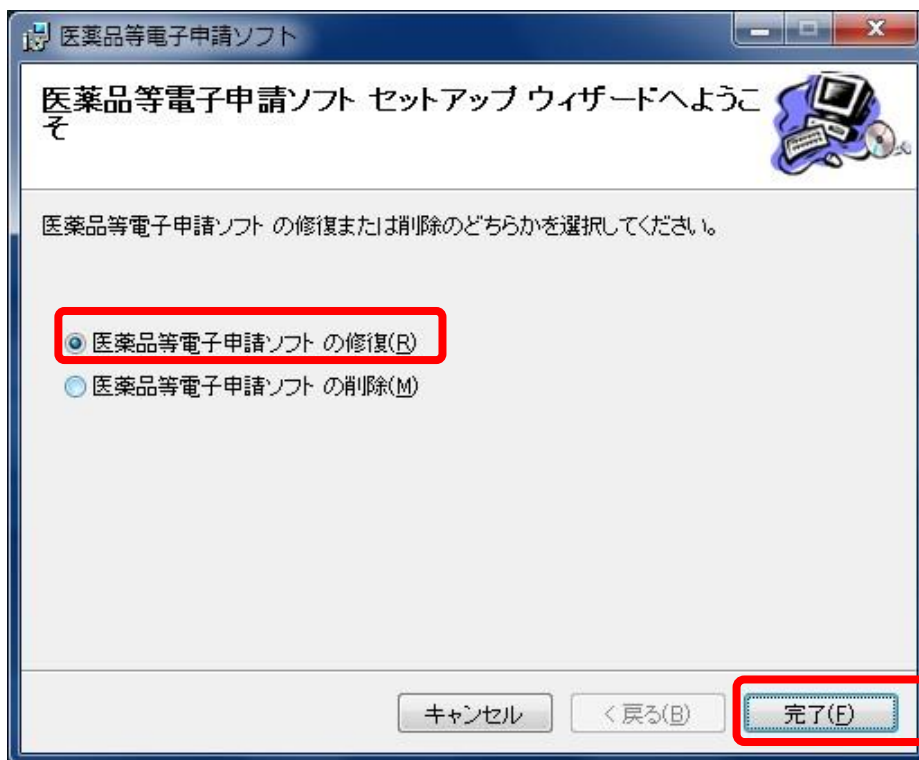 医薬品等電子申請ソフト
医薬品等電子申請ソフト セットアップ ウィザードへようこ
そ
医薬品等電子申請ソフト の修復または削除のどちらかを選択してください。
医薬品等電子申請ソフト の修復(R)
医薬品等電子申請ソフト の削除(M)
キャンセル
< 戻る(B)
完了(F)